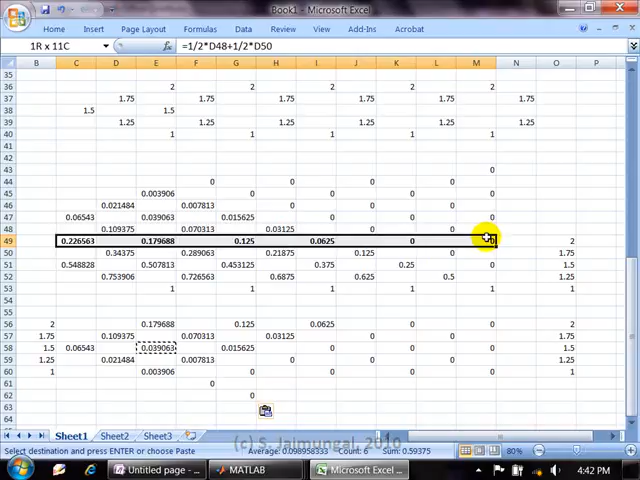 Book1 - Microsoft Excel
Home Insert Page Layout Formulas Data Review View Add-Ins Acrobat
1R x 11C fx =1/2*D48+1/2*D50
B C D E F G H I J K L M N O P
35
36 2 2 2 2 2
37 1.75 1.75 1.75 1.75 1.75 1.75
38 1.5 1.5
39 1.25 1.25 1.25 1.25 1.25 1.25
40 1 1 1 1 1
41
42
43 0
44 0 0 0 0
45 0.003906 0 0 0 0
46 0.021484 0.007813 0 0 0
47 0.06543 0.039063 0.015625 0 0 0
48 0.109375 0.070313 0.03125 0 0
49 0.226563 0.179688 0.125 0.0625 0 0 2
50 0.34375 0.289063 0.21875 0.125 0 1.75
51 0.548828 0.507813 0.453125 0.375 0.25 0 1.5
52 0.753906 0.726563 0.6875 0.625 0.5 1.25
53 1 1 1 1 1 1
54
55
56 2 0.179688 0.125 0.0625 0 0 2
57 1.75 0.109375 0.070313 0.03125 0 0 1.75
58 1.5 0.06543 0.039063 0.015625 0 0 0 1.5
59 1.25 0.021484 0.007813 0 0 0 1.25
60 1 0.003906 0 0 0 0 1
61 0
62 0
63
64
Sheet1 Sheet2 Sheet3
(c) S. Jaimungal, 2010
Select destination and press ENTER or choose Paste Average: 0.098958333 Count: 6 Sum: 0.59375 80%
Untitled page - ... MATLAB Microsoft Excel ... 4:42 PM